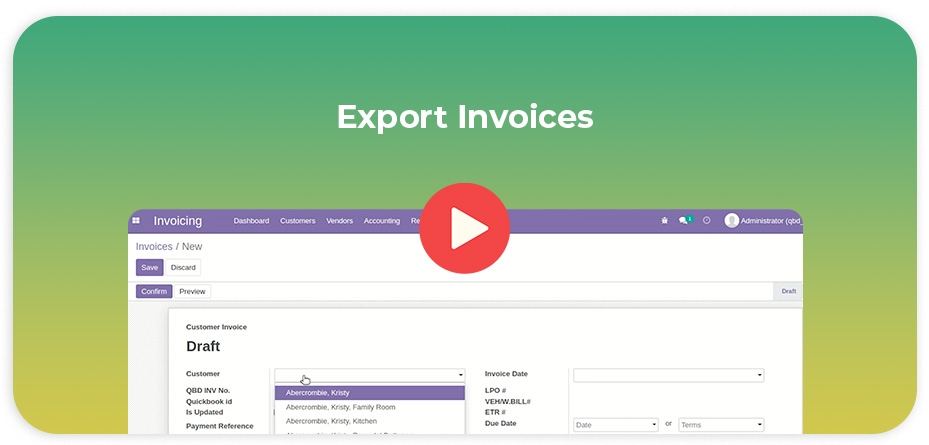 Export Invoices
Invoicing Dashboard Customers Vendors Accounting 1 Administrator (qbd_
Invoices / New
Save Discard
Confirm Preview Draft
Customer Invoice
Draft
Customer Invoice Date
Abercrombie, Kristy
QBD INV No. LPO #
Quickbook id VEH/W.BILL#
Abercrombie, Kristy, Family Room
Is Updated ETR #
Abercrombie, Kristy, Kitchen
Payment Reference Due Date Date or Terms